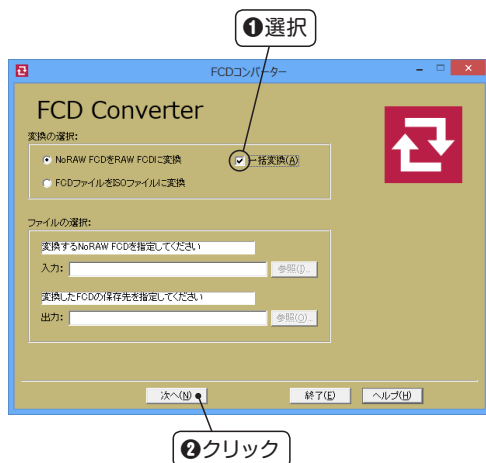 ❶選択
FCDコンバーター
FCD Converter
変換の選択:
NoRAW FCDをRAW FCDに変換
一括変換(A)
FCDファイルをISOファイルに変換
ファイルの選択:
変換するNoRAW FCDを指定してください
入力:
参照(I)...
変換したFCDの保存先を指定してください
出力:
参照(O)...
次へ(N)
終了(E)
ヘルプ(H)
❷クリック